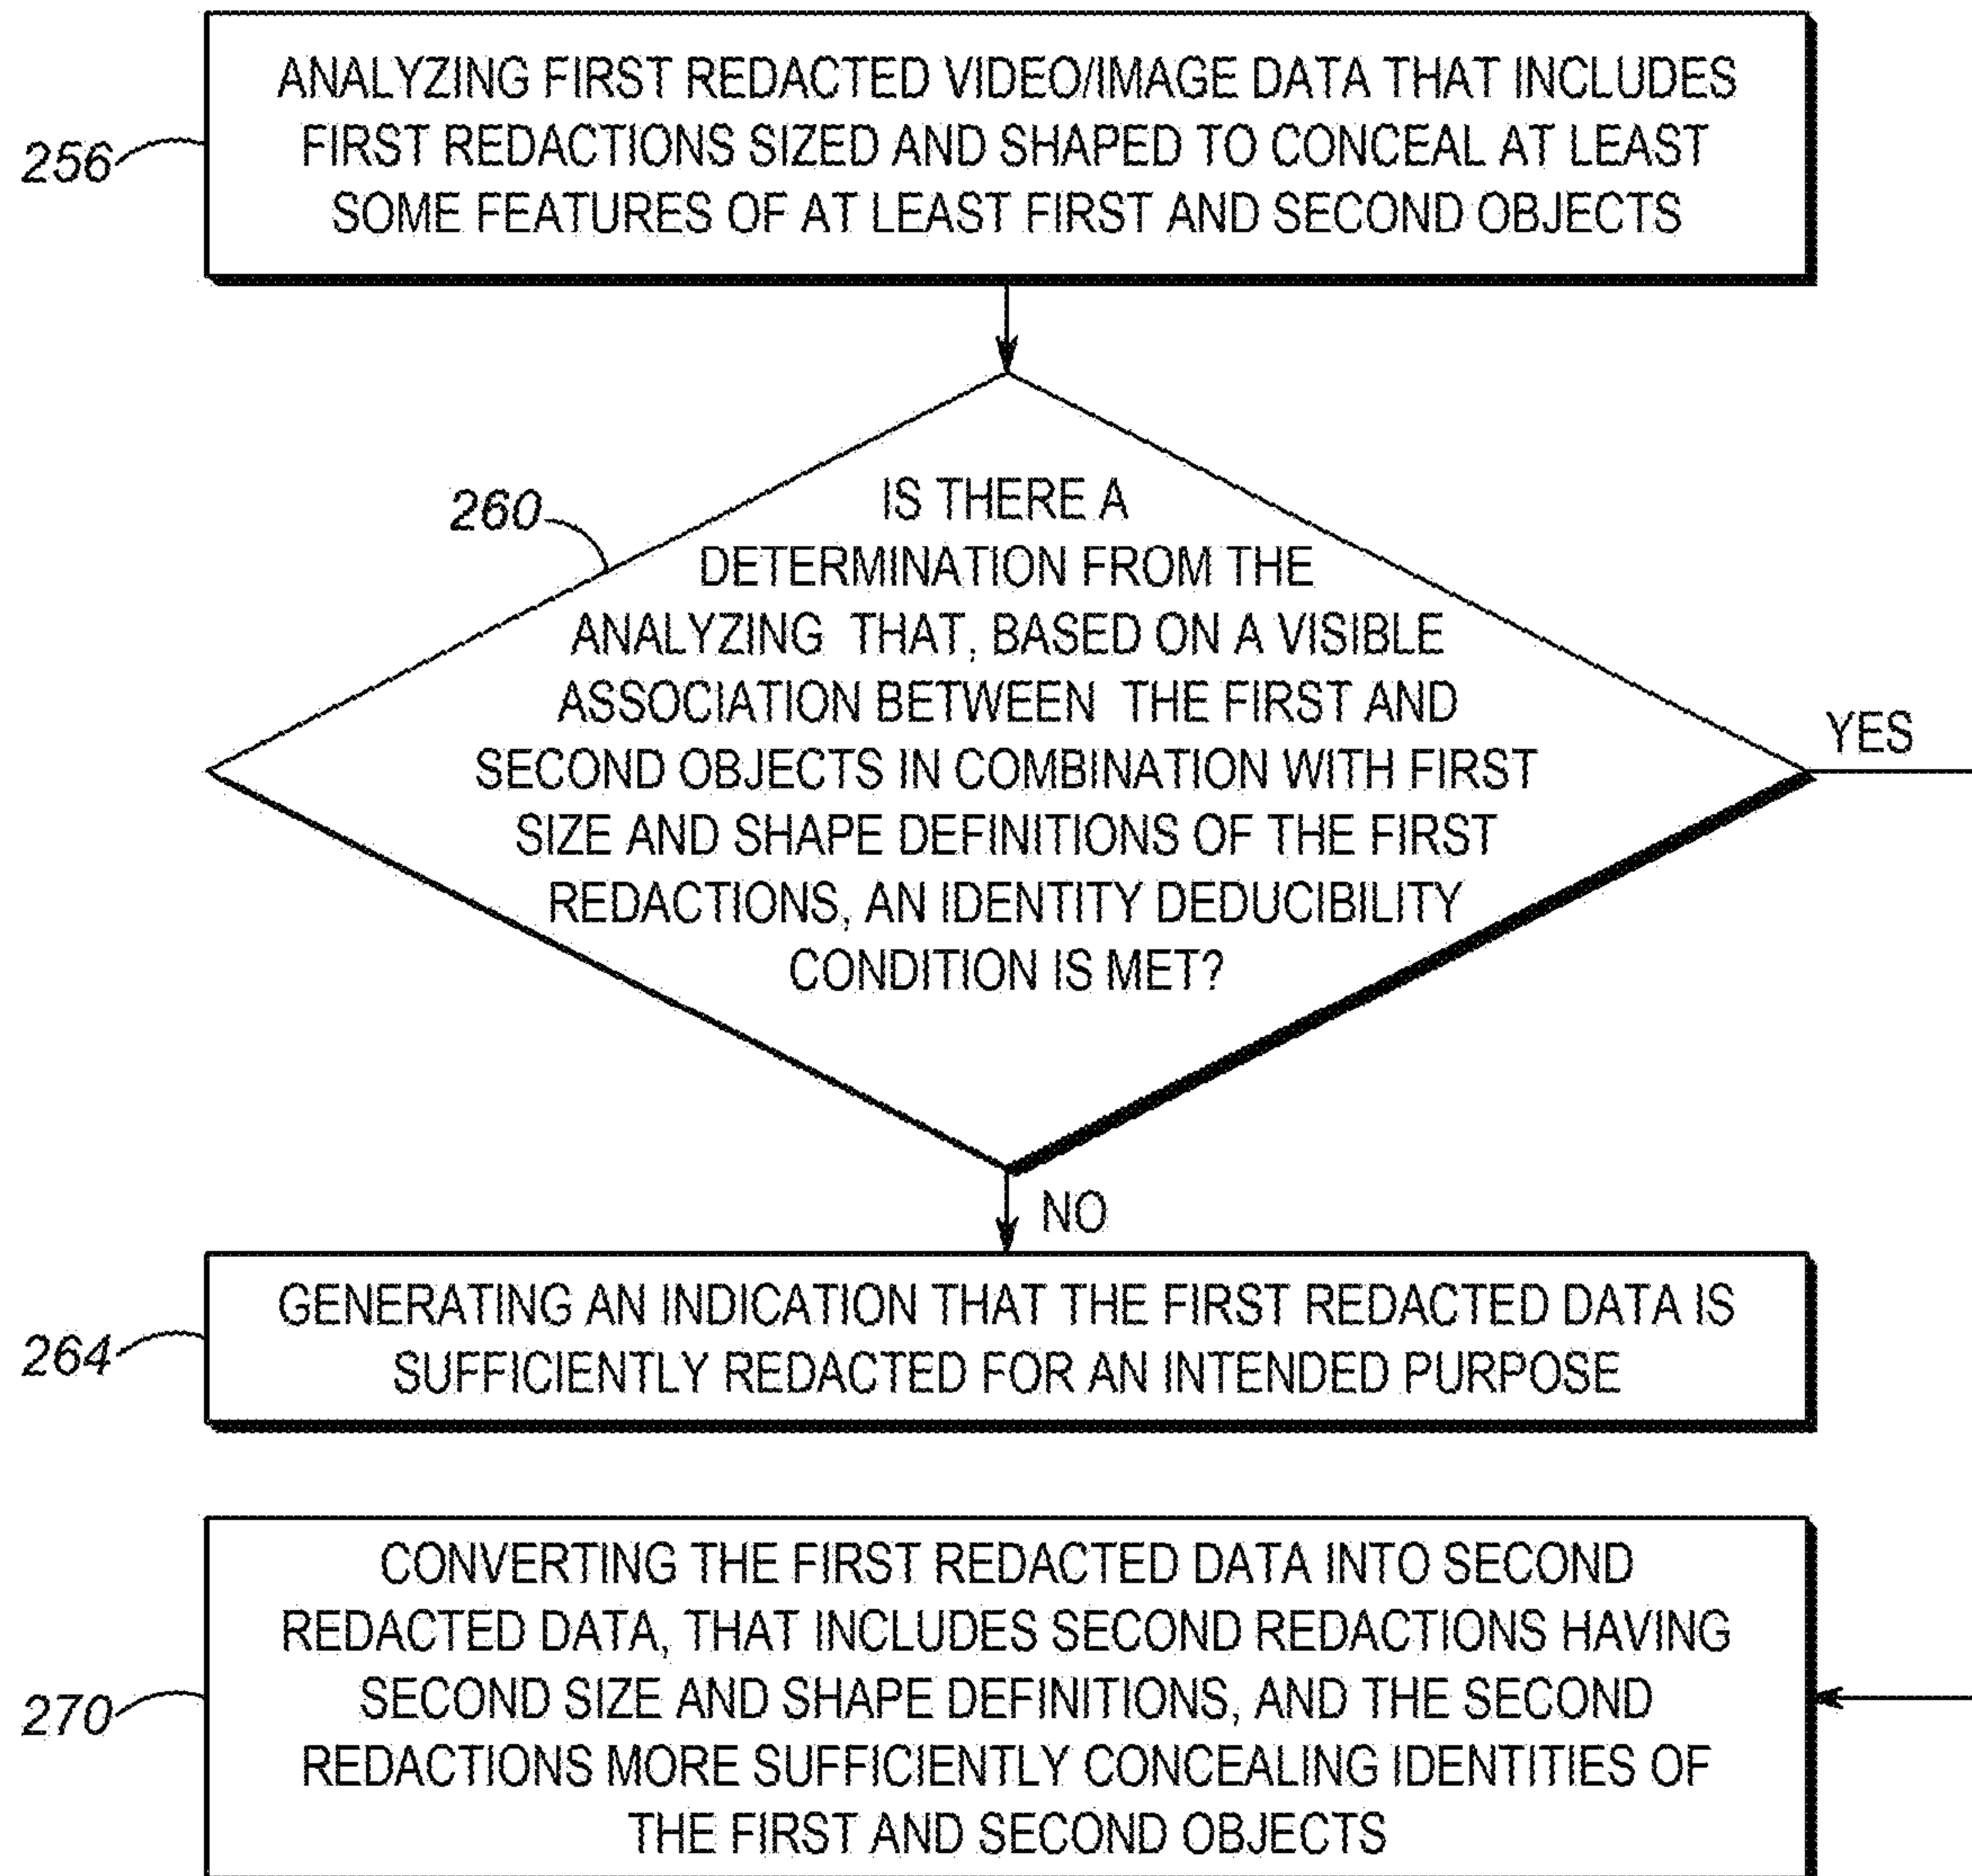 ANALYZING FIRST REDACTED VIDEO/IMAGE DATA THAT INCLUDES
FIRST REDACTIONS SIZED AND SHAPED TO CONCEAL AT LEAST
SOME FEATURES OF AT LEAST FIRST AND SECOND OBJECTS
256
260
IS THERE A
DETERMINATION FROM THE
ANALYZING THAT, BASED ON A VISIBLE
ASSOCIATION BETWEEN THE FIRST AND
SECOND OBJECTS IN COMBINATION WITH FIRST
SIZE AND SHAPE DEFINITIONS OF THE FIRST
REDACTIONS, AN IDENTITY DEDUCIBILITY
CONDITION IS MET?
YES
NO
GENERATING AN INDICATION THAT THE FIRST REDACTED DATA IS
SUFFICIENTLY REDACTED FOR AN INTENDED PURPOSE
264
CONVERTING THE FIRST REDACTED DATA INTO SECOND
REDACTED DATA, THAT INCLUDES SECOND REDACTIONS HAVING
SECOND SIZE AND SHAPE DEFINITIONS, AND THE SECOND
REDACTIONS MORE SUFFICIENTLY CONCEALING IDENTITIES OF
THE FIRST AND SECOND OBJECTS
270